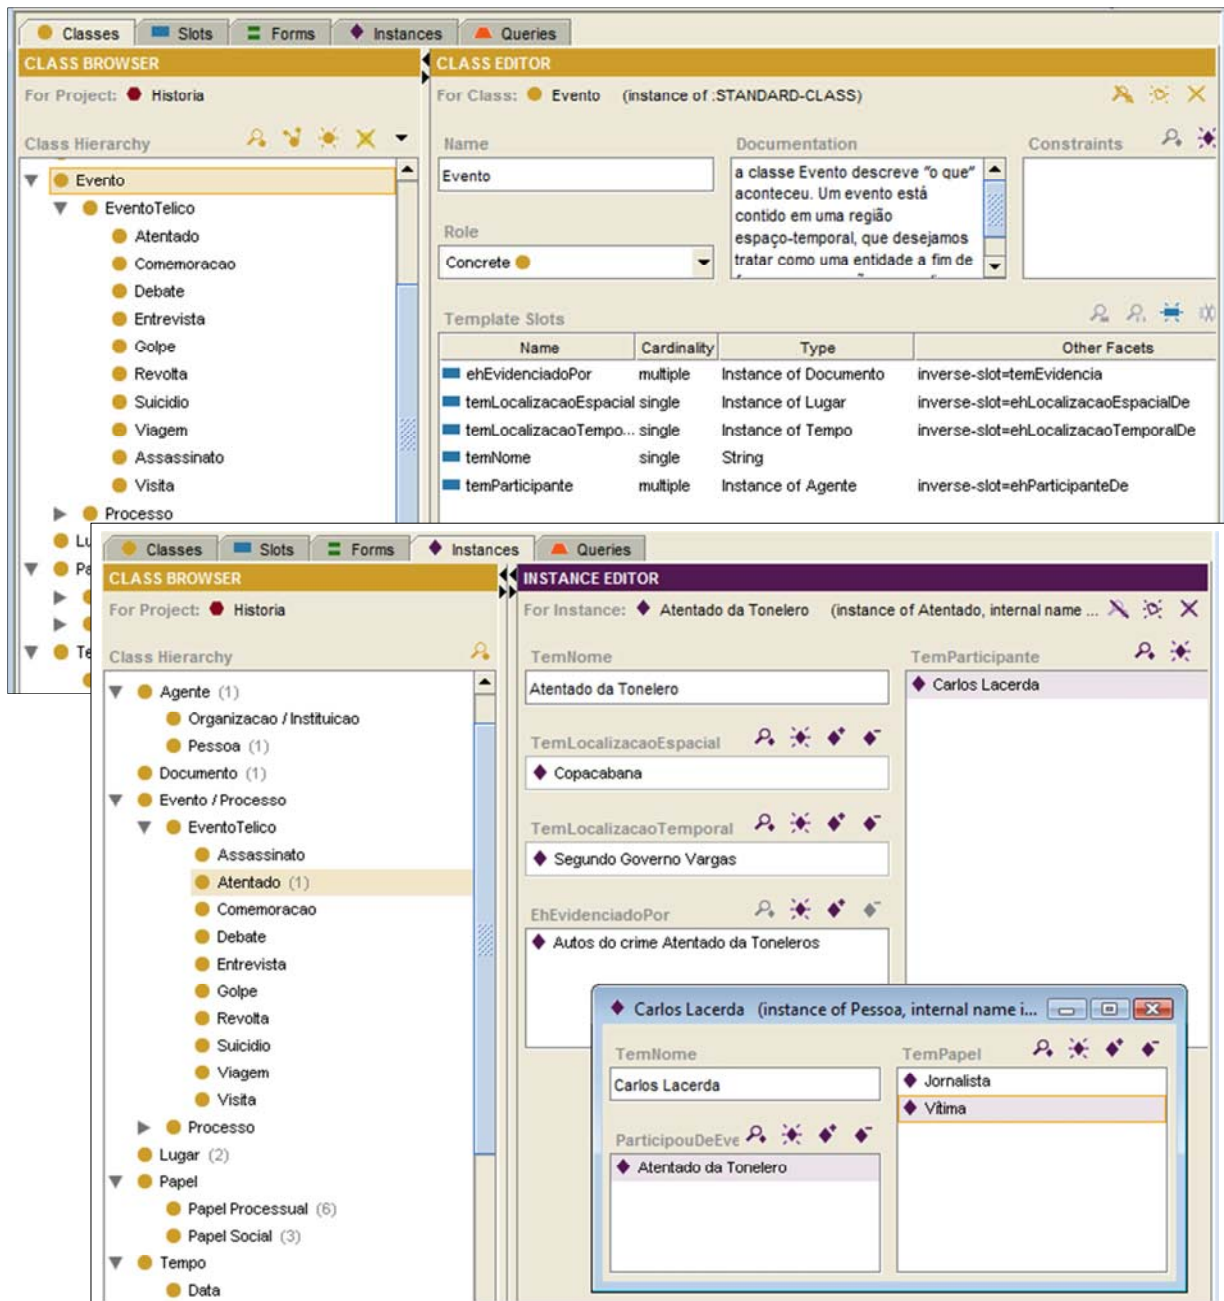 Classes Slots Forms Instances Queries
CLASS BROWSER
For Project: Historia
Class Hierarchy
Evento
EventoTelico
Atentado
Comemoracao
Debate
Entrevista
Golpe
Revolta
Suicidio
Viagem
Assassinato
Visita
Processo
CLASS EDITOR
For Class: Evento (instance of :STANDARD-CLASS)
Name
Evento
Role
Concrete
Documentation
a classe Evento descreve "o que"
aconteceu. Um evento está
contido em uma região
espaço-temporal, que desejamos
tratar como uma entidade a fim de
Constraints
Template Slots
Name Cardinality Type Other Facets
ehEvidenciadoPor multiple Instance of Documento inverse-slot=temEvidencia
temLocalizacaoEspacial single Instance of Lugar inverse-slot=ehLocalizacaoEspacialDe
temLocalizacaoTempo... single Instance of Tempo inverse-slot=ehLocalizacaoTemporalDe
temNome single String
temParticipante multiple Instance of Agente inverse-slot=ehParticipanteDe
Classes Slots Forms Instances Queries
CLASS BROWSER
For Project: Historia
Class Hierarchy
Agente (1)
Organizacao / Instituicao
Pessoa (1)
Documento (1)
Evento / Processo
EventoTelico
Assassinato
Atentado (1)
Comemoracao
Debate
Entrevista
Golpe
Revolta
Suicidio
Viagem
Visita
Processo
Lugar (2)
Papel
Papel Processual (6)
Papel Social (3)
Tempo
Data
INSTANCE EDITOR
For Instance: Atentado da Tonelero (instance of Atentado, internal name ...
TemNome
Atentado da Tonelero
TemLocalizacaoEspacial
Copacabana
TemLocalizacaoTemporal
Segundo Governo Vargas
EhEvidenciadoPor
Autos do crime Atentado da Toneleros
TemParticipante
Carlos Lacerda
Carlos Lacerda (instance of Pessoa, internal name i...
TemNome
Carlos Lacerda
ParticipouDeEve
Atentado da Tonelero
TemPapel
Jornalista
Vítima